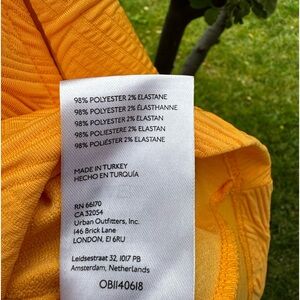 98% POLYESTER 2% ELASTANE
98% POLYESTER 2% ÉLASTHANNE
98% POLYESTER 2% ELASTAN
98% POLIESTERE 2% ELASTAN
98% POLIÉSTER 2% ELASTANE
MADE IN TURKEY
HECHO EN TURQUÍA
RN 66170
CA 32054
Urban Outfitters, Inc.
146 Brick Lane
LONDON, E1 6RU
Leidsestraat 32, 1017 PB
Amsterdam, Netherlands
OB1140618